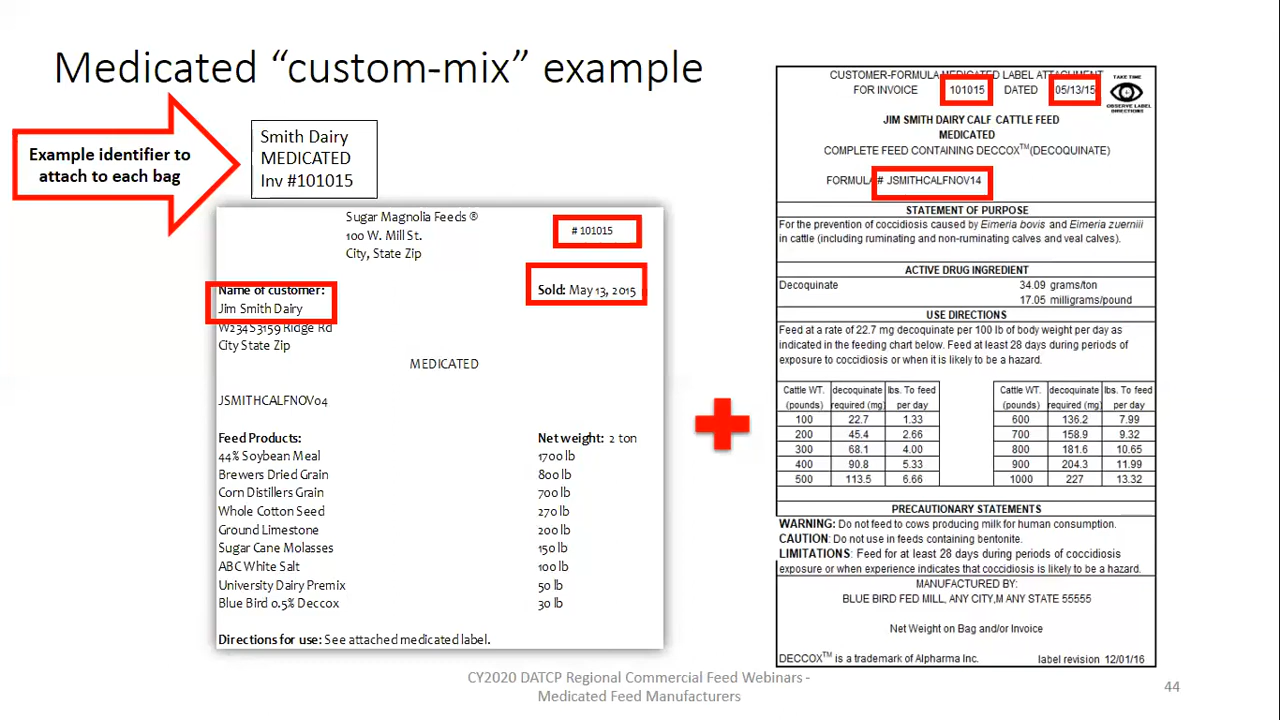 Medicated “custom-mix” example
Example identifier to
attach to each bag
Smith Dairy
MEDICATED
Inv #101015
Sugar Magnolia Feeds ®
100 W. Mill St.
City, State Zip
# 101015
Name of customer:
Sold: May 13, 2015
Jim Smith Dairy
W234S3159 Ridge Rd
City State Zip
MEDICATED
JSMITHCALFNOV04
Feed Products: Net weight: 2 ton
44% Soybean Meal 1700 lb
Brewers Dried Grain 800 lb
Corn Distillers Grain 700 lb
Whole Cotton Seed 270 lb
Ground Limestone 200 lb
Sugar Cane Molasses 150 lb
ABC White Salt 100 lb
University Dairy Premix 50 lb
Blue Bird 0.5% Deccox 30 lb
Directions for use: See attached medicated label.
CUSTOMER-FORMULA MEDICATED LABEL ATTACHMENT
FOR INVOICE 101015 DATED 05/13/15
TAKE TIME
OBSERVE LABEL
DIRECTIONS
JIM SMITH DAIRY CALF CATTLE FEED
MEDICATED
COMPLETE FEED CONTAINING DECCOX™ (DECOQUINATE)
FORMULA # JSMITHCALFNOV14
STATEMENT OF PURPOSE
For the prevention of coccidiosis caused by Eimeria bovis and Eimeria zuerniii
in cattle (including ruminating and non-ruminating calves and veal calves).
ACTIVE DRUG INGREDIENT
Decoquinate 34.09 grams/ton
17.05 milligrams/pound
USE DIRECTIONS
Feed at a rate of 22.7 mg decoquinate per 100 lb of body weight per day as
indicated in the feeding chart below. Feed at least 28 days during periods of
exposure to coccidiosis or when it is likely to be a hazard.
Cattle WT. decoquinate lbs. To feed Cattle WT. decoquinate lbs. To feed
(pounds) required (mg) per day (pounds) required (mg) per day
100 22.7 1.33 600 136.2 7.99
200 45.4 2.66 700 158.9 9.32
300 68.1 4.00 800 181.6 10.65
400 90.8 5.33 900 204.3 11.99
500 113.5 6.66 1000 227 13.32
PRECAUTIONARY STATEMENTS
WARNING: Do not feed to cows producing milk for human consumption.
CAUTION: Do not use in feeds containing bentonite.
LIMITATIONS: Feed for at least 28 days during periods of coccidiosis
exposure or when experience indicates that coccidiosis is likely to be a hazard.
MANUFACTURED BY:
BLUE BIRD FED MILL, ANY CITY,M ANY STATE 55555
Net Weight on Bag and/or Invoice
DECCOX™ is a trademark of Alpharma Inc. label revision 12/01/16
CY2020 DATCP Regional Commercial Feed Webinars -
Medicated Feed Manufacturers
44